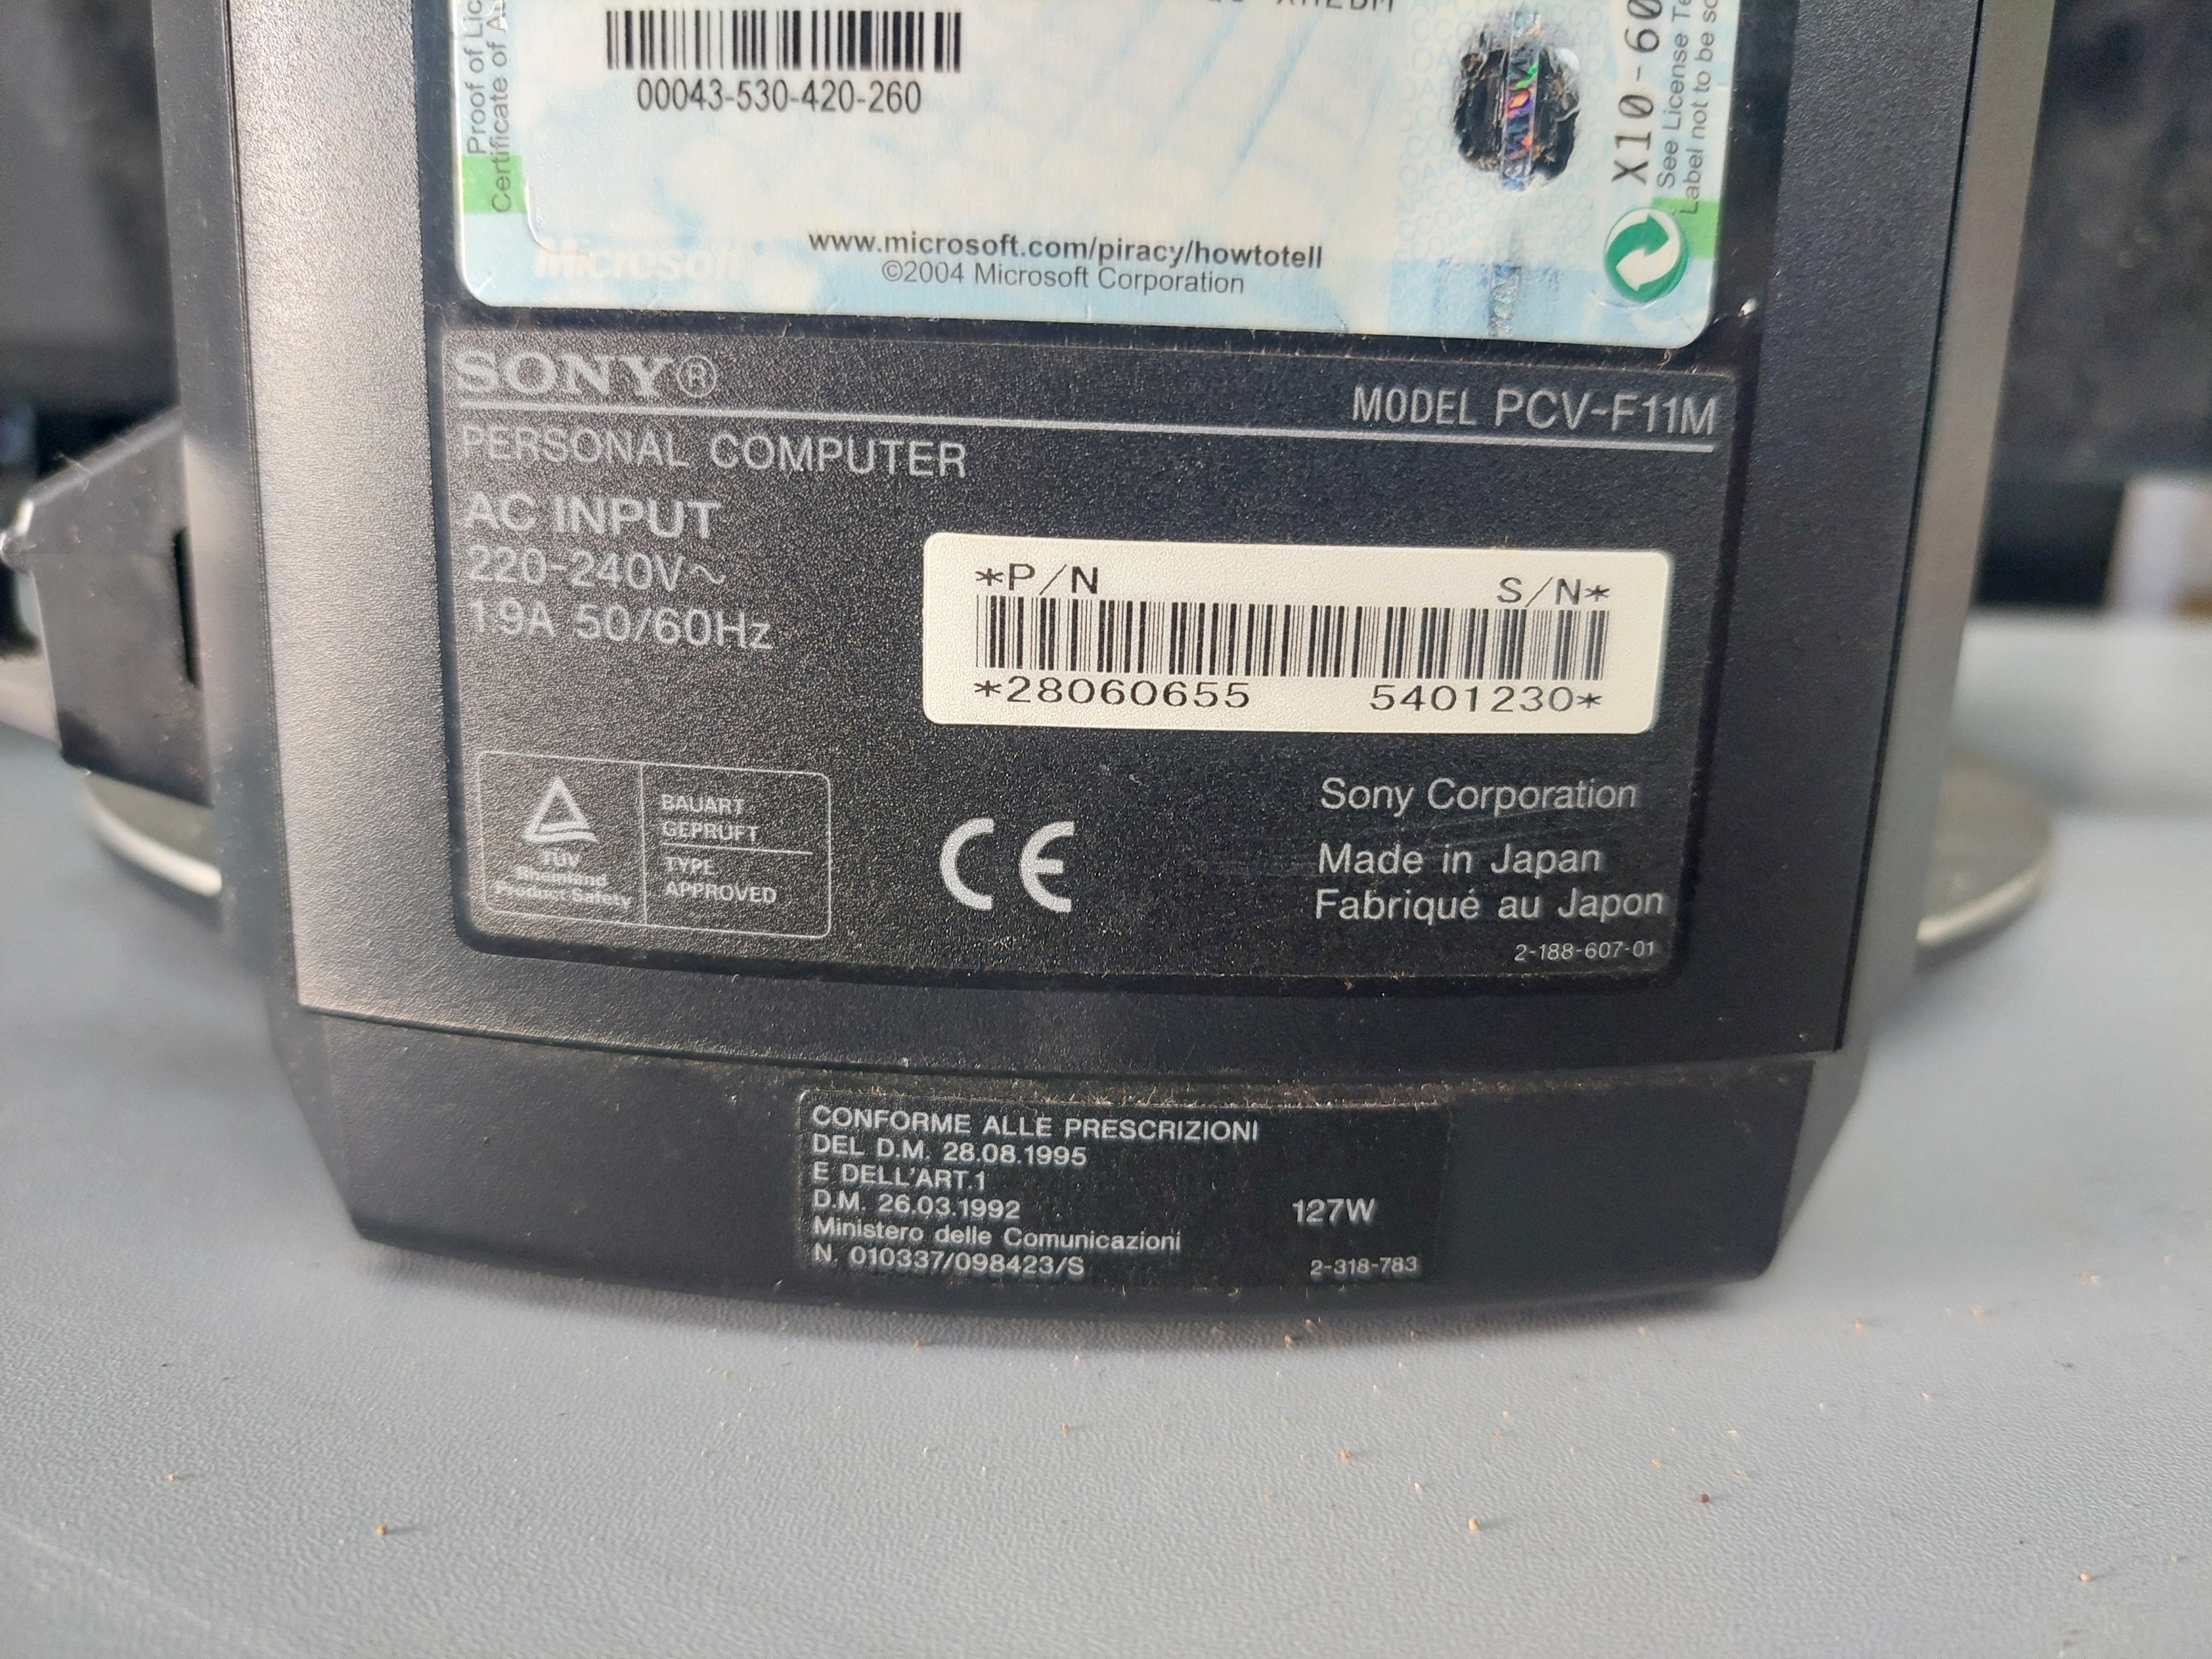 Proof of Lic
Certificate of
00043-530-420-260
X10-60
See License Te
Label not to be so
Microsoft
www.microsoft.com/piracy/howtotell
©2004 Microsoft Corporation
SONY®
MODEL PCV-F11M
PERSONAL COMPUTER
AC INPUT
220-240V~
1.9A 50/60Hz
*P/N S/N*
*28060655 5401230*
TÜV
Rheinland
Product Safety
BAUART
GEPRÜFT
TYPE
APPROVED
CE
Sony Corporation
Made in Japan
Fabriqué au Japon
2-188-607-01
CONFORME ALLE PRESCRIZIONI
DEL D.M. 28.08.1995
E DELL'ART.1
D.M. 26.03.1992
Ministero delle Comunicazioni
N. 010337/098423/S
127W
2-318-783